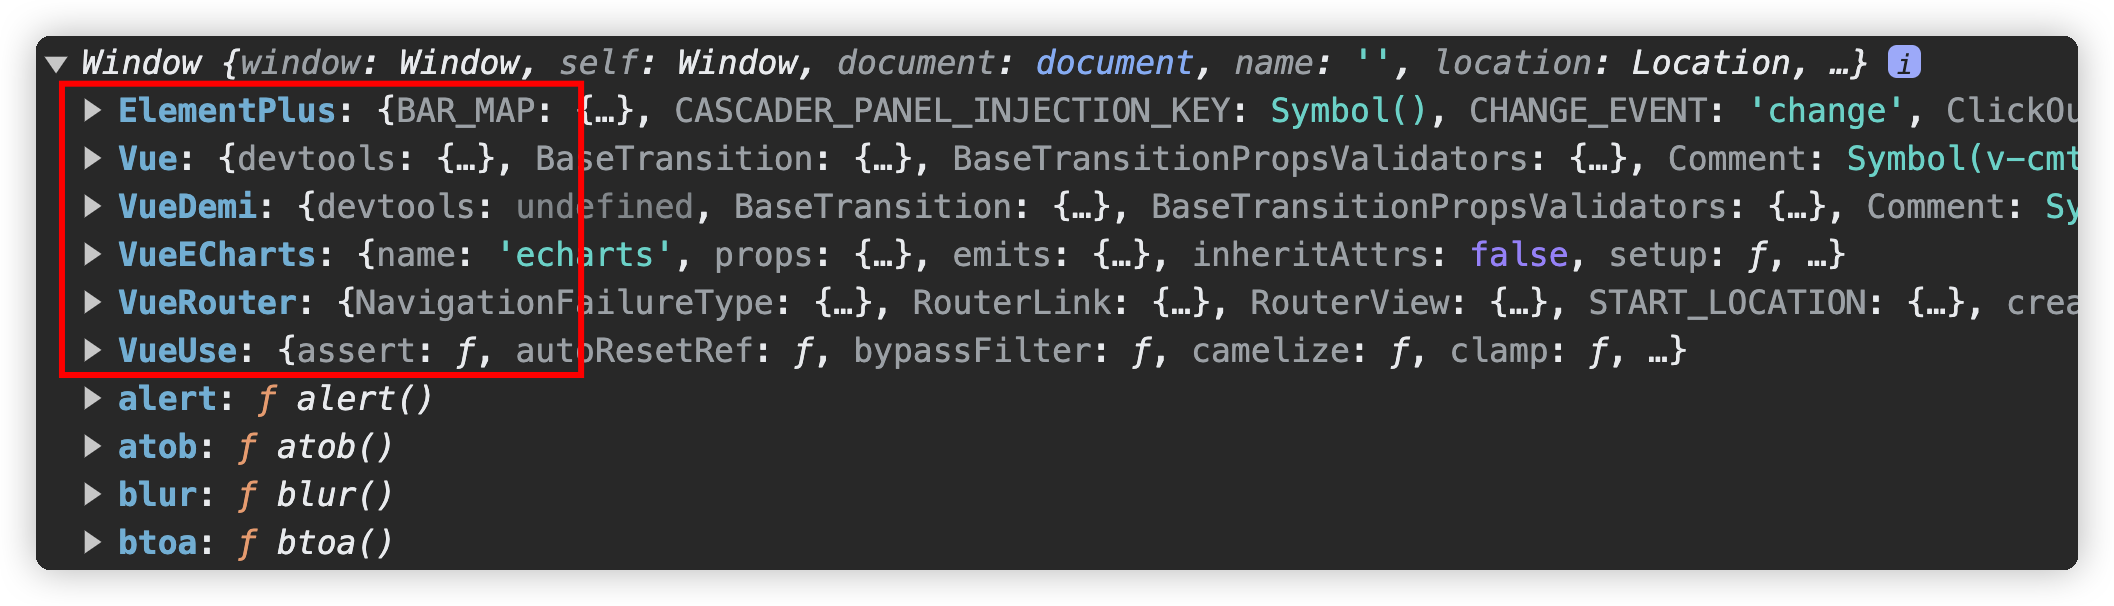 ▼ Window {window: Window, self: Window, document: document, name: '', location: Location, …} i
▶ ElementPlus: {BAR_MAP: {…}, CASCADER_PANEL_INJECTION_KEY: Symbol(), CHANGE_EVENT: 'change', ClickOu
▶ Vue: {devtools: {…}, BaseTransition: {…}, BaseTransitionPropsValidators: {…}, Comment: Symbol(v-cmt
▶ VueDemi: {devtools: undefined, BaseTransition: {…}, BaseTransitionPropsValidators: {…}, Comment: Sy
▶ VueECharts: {name: 'echarts', props: {…}, emits: {…}, inheritAttrs: false, setup: ƒ, …}
▶ VueRouter: {NavigationFailureType: {…}, RouterLink: {…}, RouterView: {…}, START_LOCATION: {…}, crea
▶ VueUse: {assert: ƒ, autoResetRef: ƒ, bypassFilter: ƒ, camelize: ƒ, clamp: ƒ, …}
▶ alert: ƒ alert()
▶ atob: ƒ atob()
▶ blur: ƒ blur()
▶ btoa: ƒ btoa()